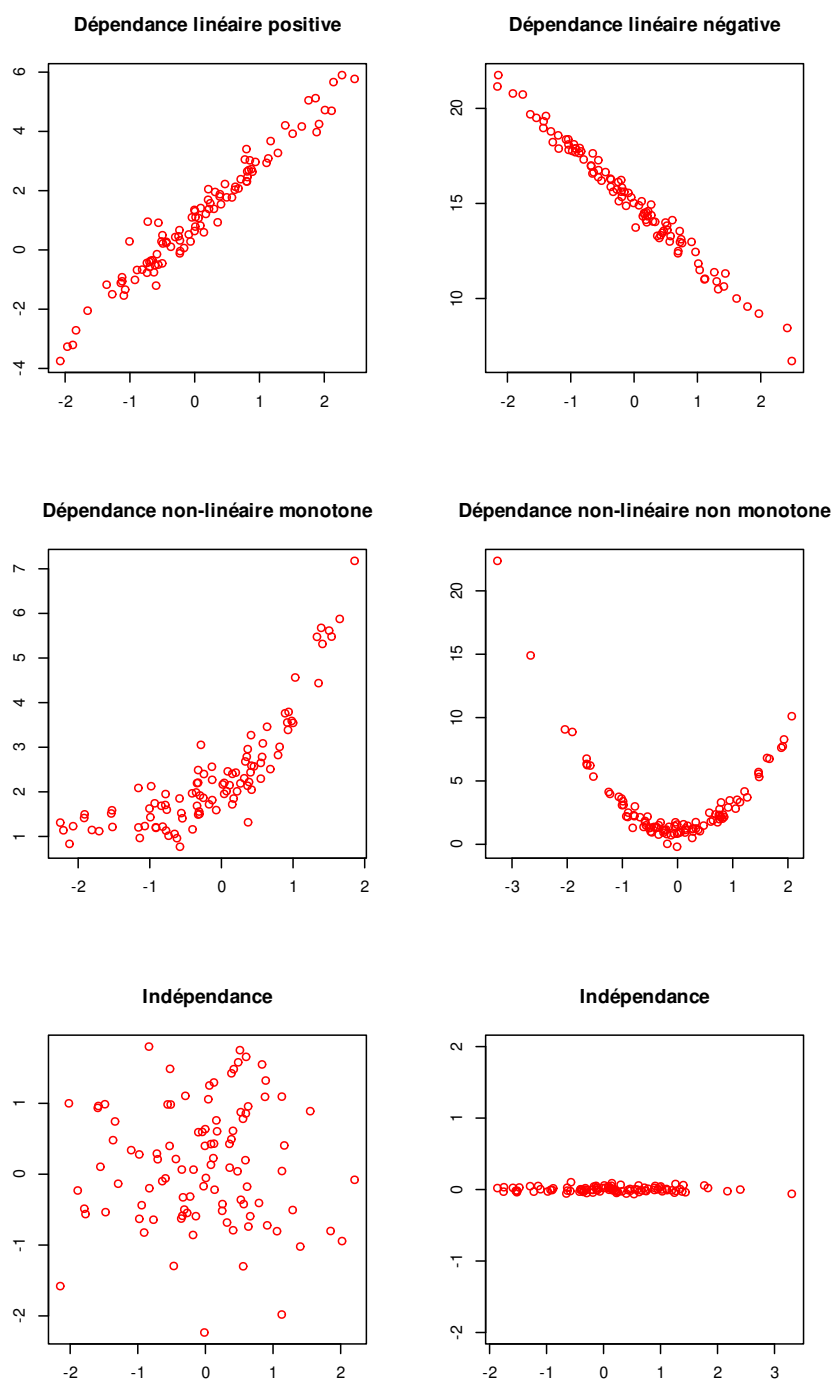 Dépendance linéaire positive
6
4
2
0
-2
-4
-2 -1 0 1 2
Dépendance linéaire négative
20
15
10
-2 -1 0 1 2
Dépendance non-linéaire monotone
7
6
5
4
3
2
1
-2 -1 0 1 2
Dépendance non-linéaire non monotone
20
15
10
5
0
-3 -2 -1 0 1 2
Indépendance
1
0
-1
-2
-2 -1 0 1 2
Indépendance
2
1
0
-1
-2
-2 -1 0 1 2 3